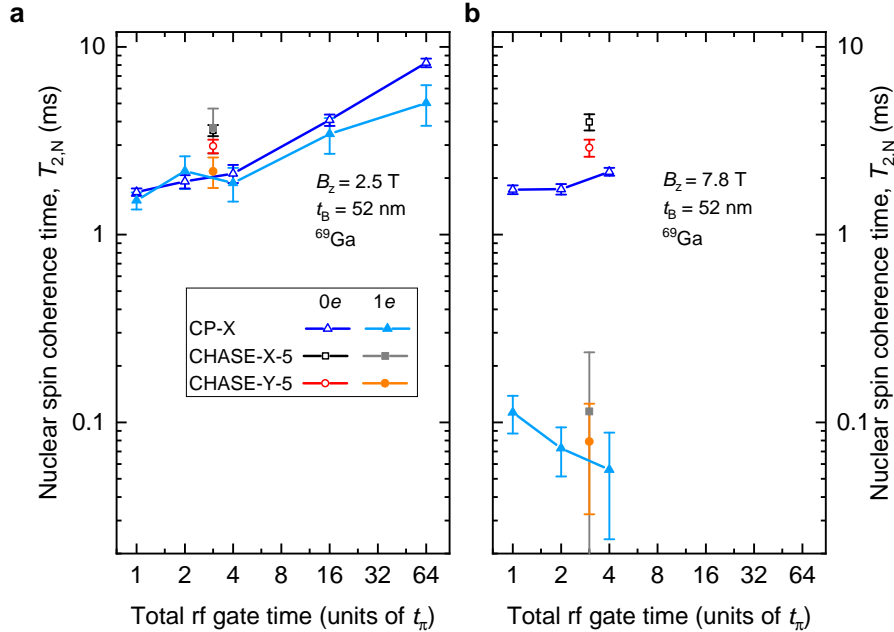 a
b
10
1
0.1
Nuclear spin coherence time, T2,N (ms)
Bz = 2.5 T
tB = 52 nm
69Ga
0e 1e
CP-X
CHASE-X-5
CHASE-Y-5
1 2 4 8 16 32 64
Total rf gate time (units of tπ)
Bz = 7.8 T
tB = 52 nm
69Ga
1 2 4 8 16 32 64
Total rf gate time (units of tπ)
10
1
0.1
Nuclear spin coherence time, T2,N (ms)